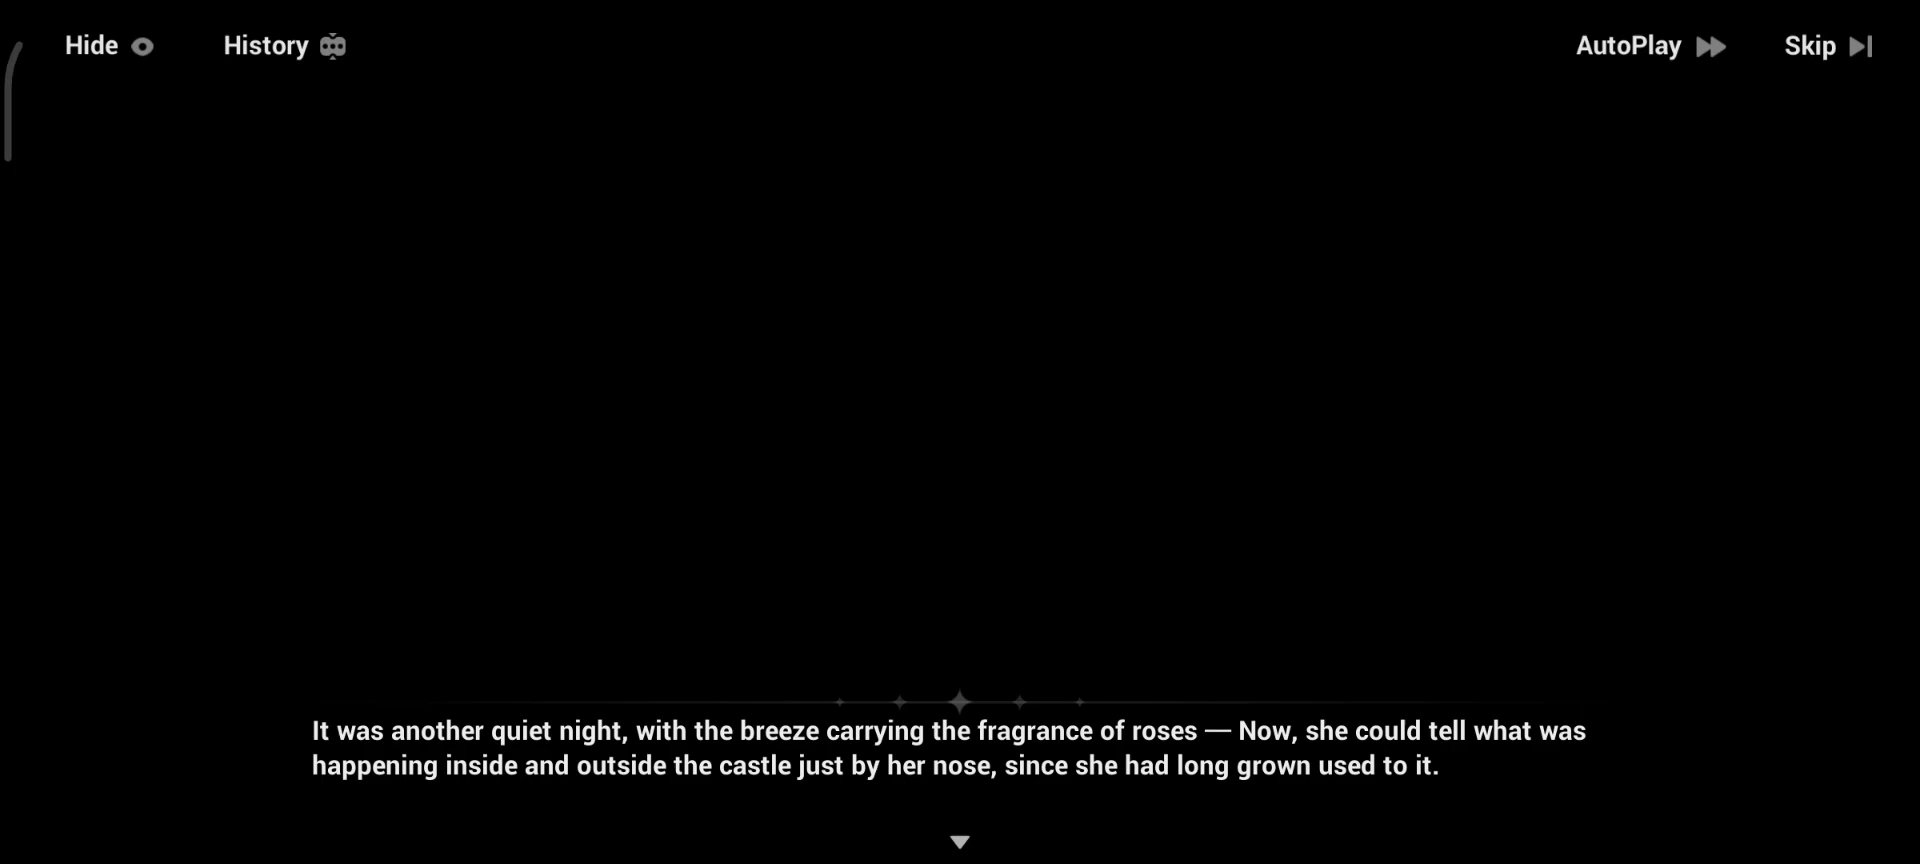 Hide
History
AutoPlay
Skip
It was another quiet night, with the breeze carrying the fragrance of roses — Now, she could tell what was
happening inside and outside the castle just by her nose, since she had long grown used to it.